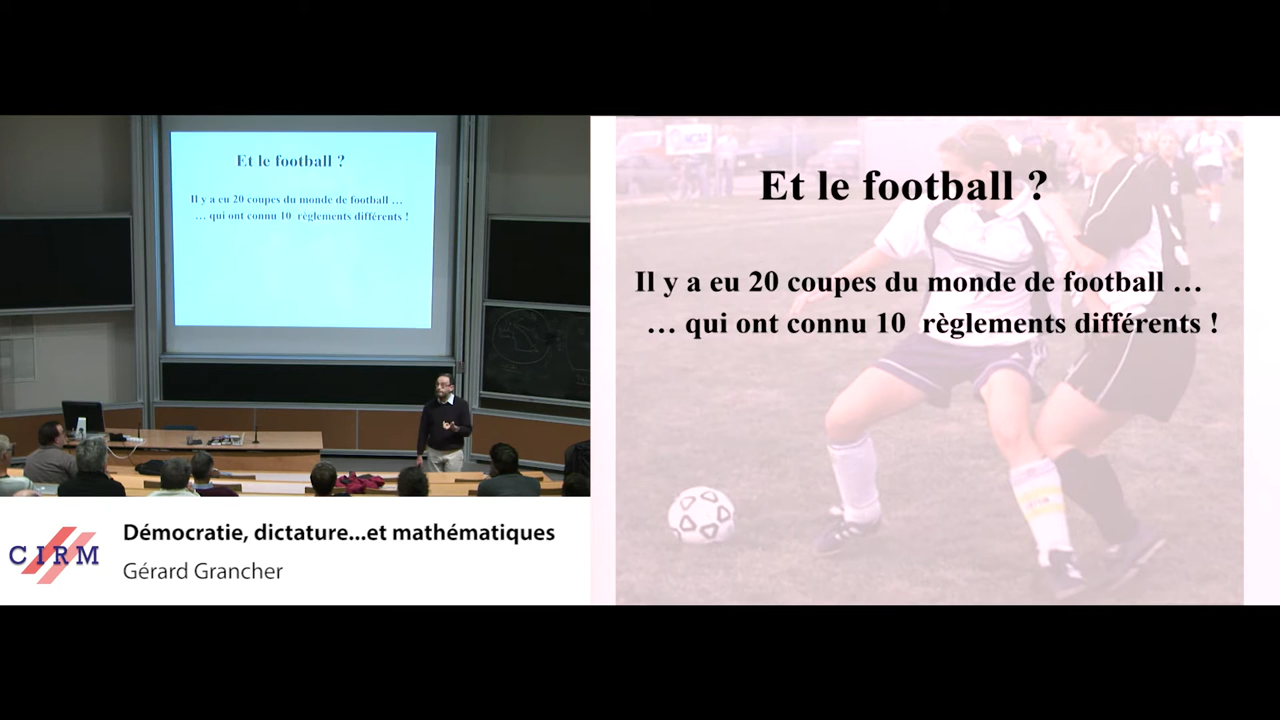 Et le football ?
Il y a eu 20 coupes du monde de football …
… qui ont connu 10 règlements différents !
Et le football ?
Il y a eu 20 coupes du monde de football …
… qui ont connu 10 règlements différents !
CIRM
Démocratie, dictature...et mathématiques
Gérard Grancher